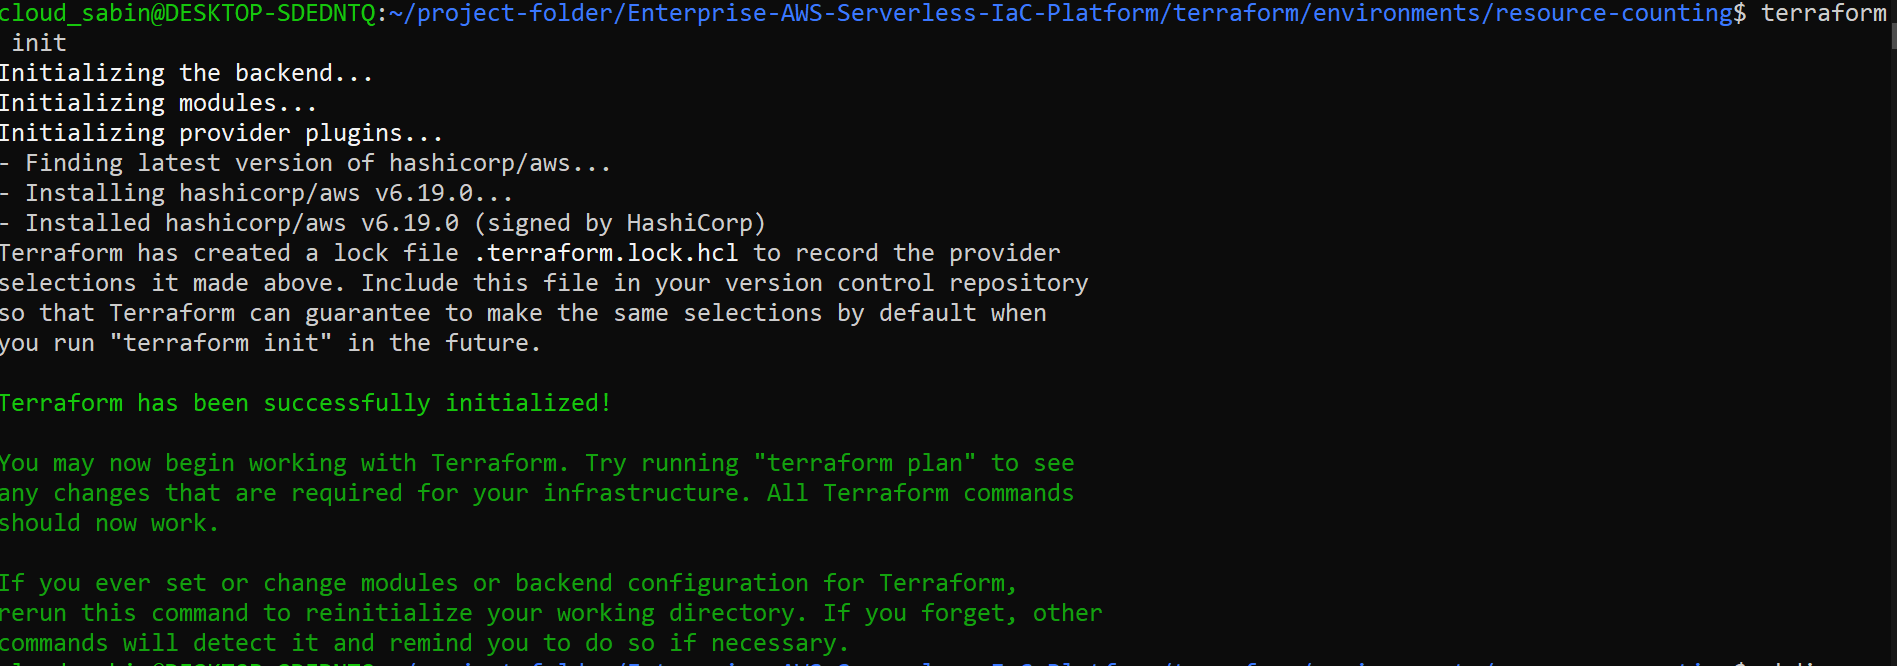 cloud_sabin@DESKTOP-SDEDNTQ:~/project-folder/Enterprise-AWS-Serverless-IaC-Platform/terraform/environments/resource-counting$ terraform
init
Initializing the backend...
Initializing modules...
Initializing provider plugins...
- Finding latest version of hashicorp/aws...
- Installing hashicorp/aws v6.19.0...
- Installed hashicorp/aws v6.19.0 (signed by HashiCorp)
Terraform has created a lock file .terraform.lock.hcl to record the provider
selections it made above. Include this file in your version control repository
so that Terraform can guarantee to make the same selections by default when
you run "terraform init" in the future.
Terraform has been successfully initialized!
You may now begin working with Terraform. Try running "terraform plan" to see
any changes that are required for your infrastructure. All Terraform commands
should now work.
If you ever set or change modules or backend configuration for Terraform,
rerun this command to reinitialize your working directory. If you forget, other
commands will detect it and remind you to do so if necessary.